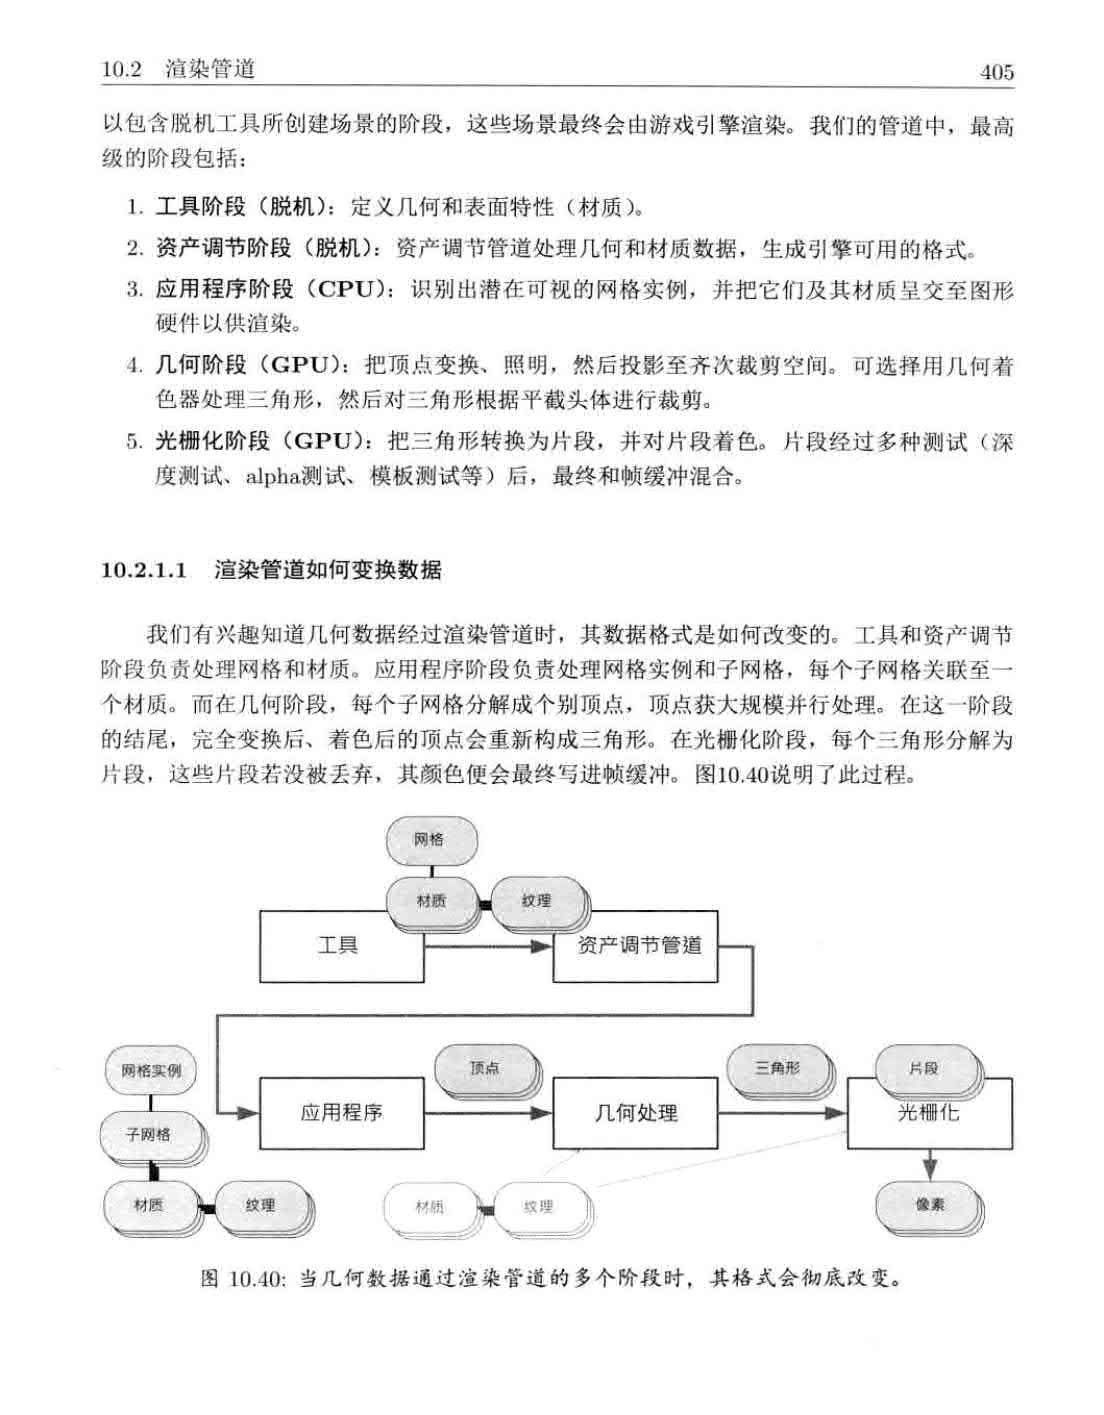 10.2 渲染管道
405
以包含脱机工具所创建场景的阶段，这些场景最终会由游戏引擎渲染。我们的管道中，最高
级的阶段包括：
1. 工具阶段（脱机）：定义几何和表面特性（材质）。
2. 资产调节阶段（脱机）：资产调节管道处理几何和材质数据，生成引擎可用的格式。
3. 应用程序阶段（CPU）：识别出潜在可视的网格实例，并把它们及其材质呈交至图形
硬件以供渲染。
4. 几何阶段（GPU）：把顶点变换、照明，然后投影至齐次裁剪空间。可选择用几何着
色器处理三角形，然后对三角形根据平截头体进行裁剪。
5. 光栅化阶段（GPU）：把三角形转换为片段，并对片段着色。片段经过多种测试（深
度测试、alpha测试、模板测试等）后，最终和帧缓冲混合。
10.2.1.1 渲染管道如何变换数据
我们有兴趣知道几何数据经过渲染管道时，其数据格式是如何改变的。工具和资产调节
阶段负责处理网格和材质。应用程序阶段负责处理网格实例和子网格，每个子网格关联至一
个材质。而在几何阶段，每个子网格分解成个别顶点，顶点获大规模并行处理。在这一阶段
的结尾，完全变换后、着色后的顶点会重新构成三角形。在光栅化阶段，每个三角形分解为
片段，这些片段若没被丢弃，其颜色便会最终写进帧缓冲。图10.40说明了此过程。
网格
材质
纹理
工具
资产调节管道
网格实例
顶点
三角形
片段
应用程序
几何处理
光栅化
子网格
材质
纹理
材质
纹理
像素
图 10.40: 当几何数据通过渲染管道的多个阶段时，其格式会彻底改变。